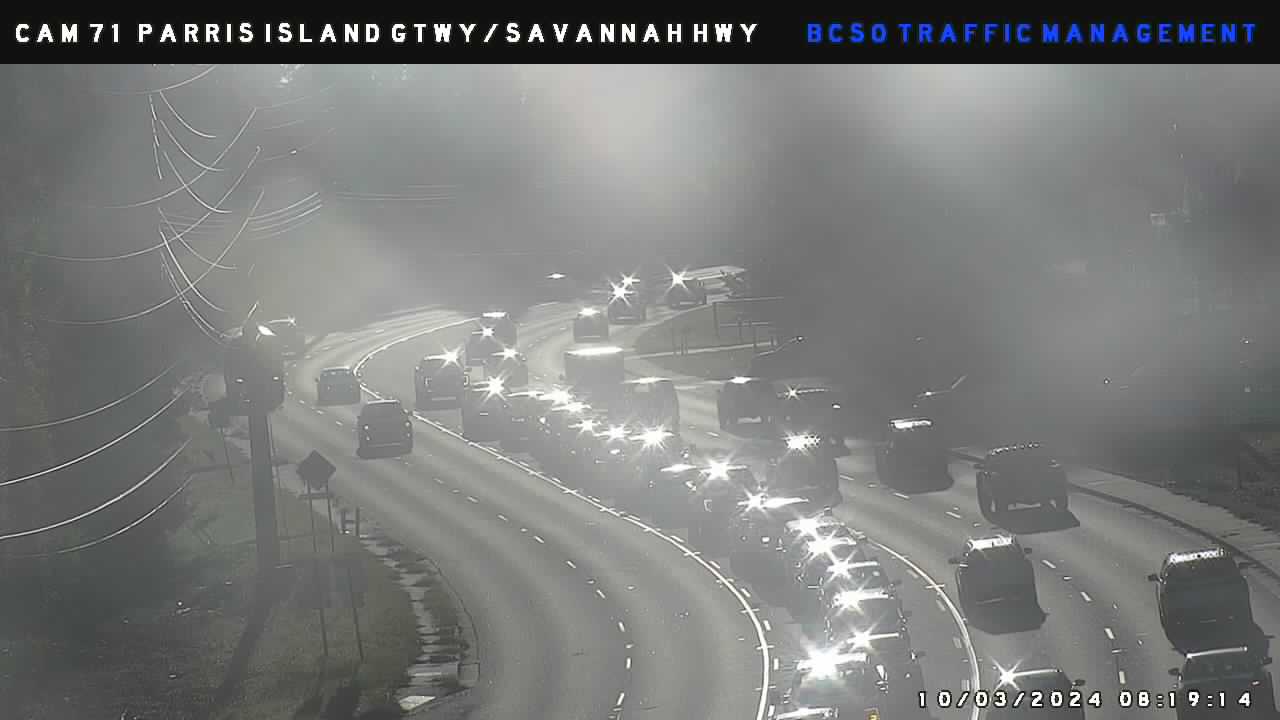 CAM 71 PARRIS ISLAND GTWY/SAVANNAH HWY BCSO TRAFFIC MANAGEMENT
10/03/2024 08:19:14